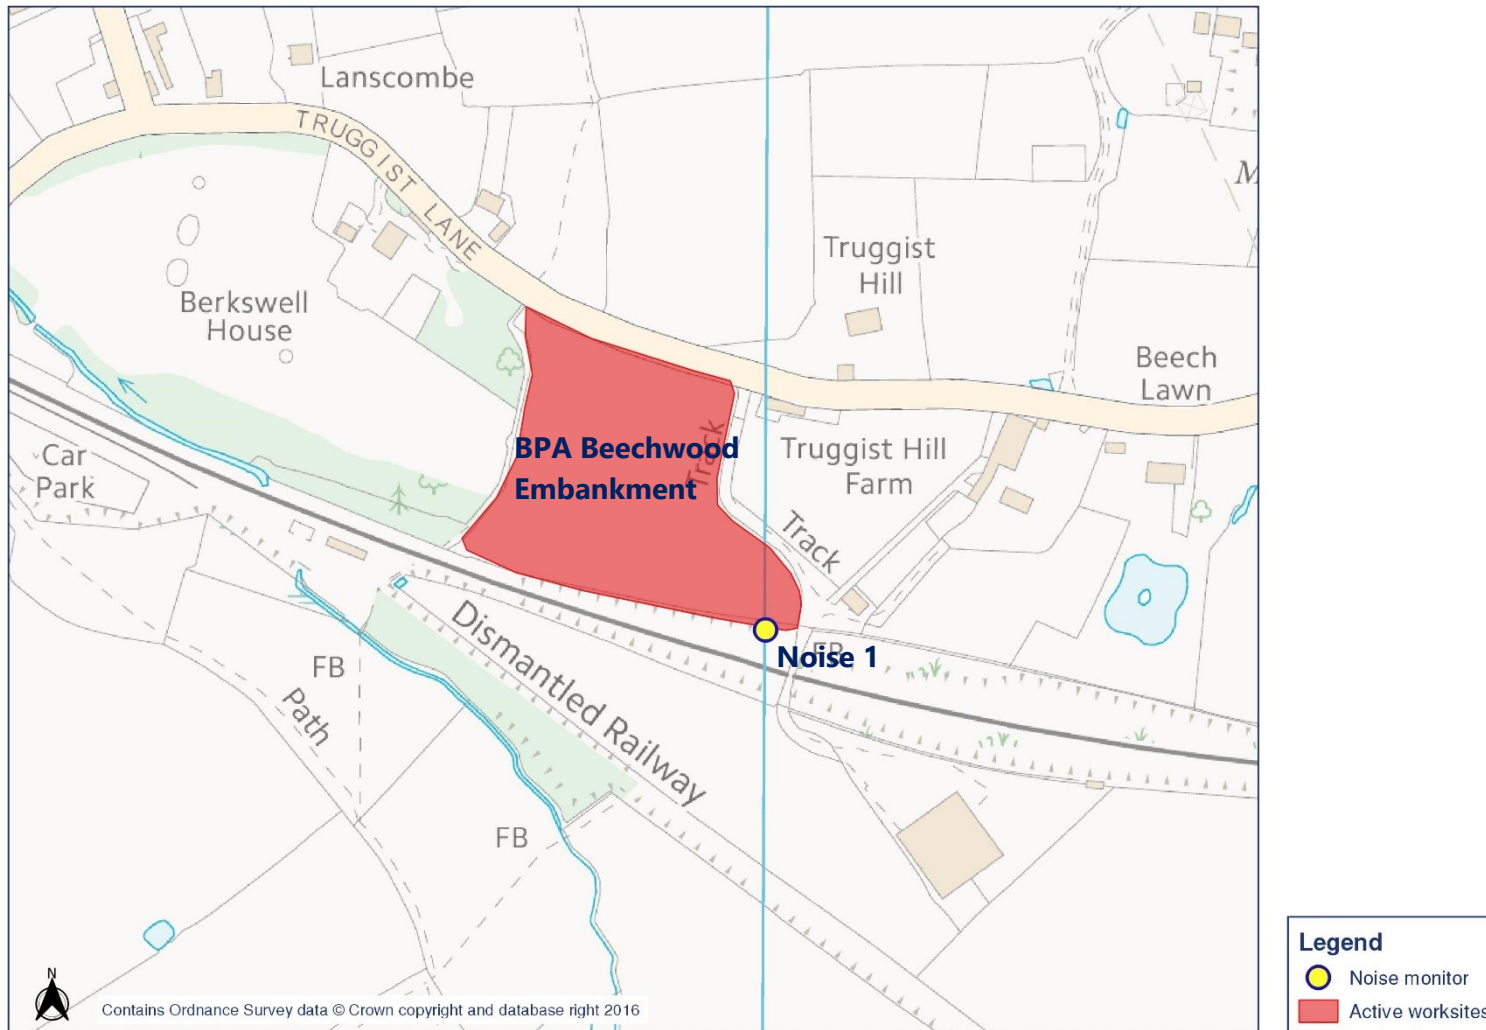 Lanscombe
TRUGGIST LANE
Truggist
Hill
Berkswell
House
Beech
Lawn
BPA Beechwood
Embankment
Track
Truggist Hill
Farm
Car
Park
Track
Noise 1
FB
Dismantled Railway
FB
Path
FB
M
N
Contains Ordnance Survey data © Crown copyright and database right 2016
Legend
Noise monitor
Active worksites